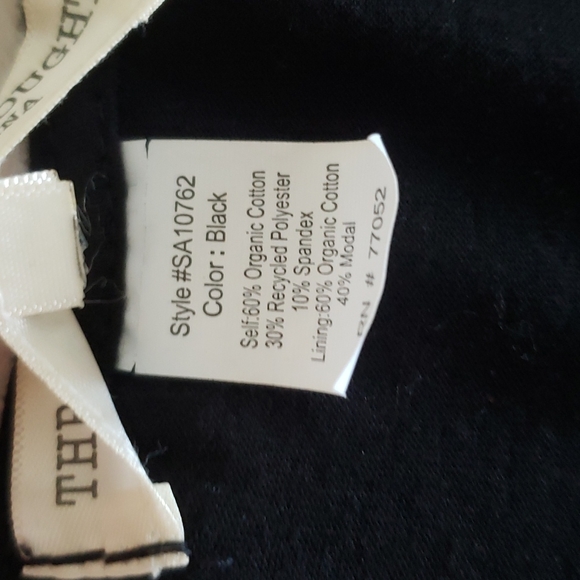 Style #SA10762
Color : Black
Self:60% Organic Cotton
30% Recycled Polyester
10% Spandex
Lining:60% Organic Cotton
40% Modal
RN # 77052